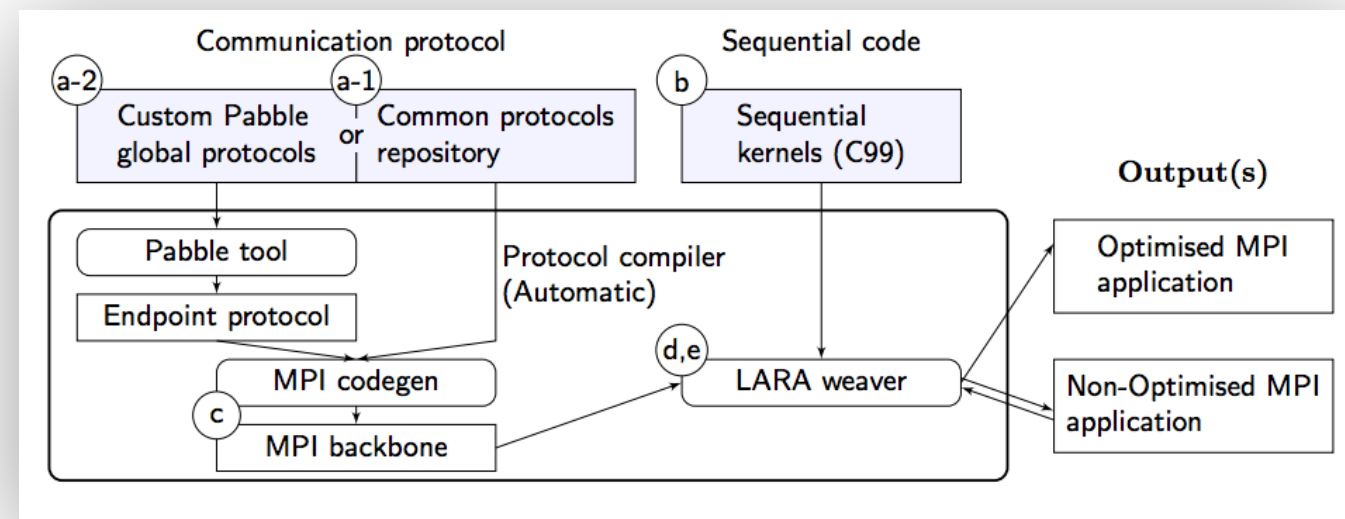 Communication protocol
Sequential code
a-2
a-1
b
Custom Pabble
global protocols
or
Common protocols
repository
Sequential
kernels (C99)
Output(s)
Pabble tool
Protocol compiler
(Automatic)
Optimised MPI
application
Endpoint protocol
d,e
MPI codegen
LARA weaver
Non-Optimised MPI
application
c
MPI backbone